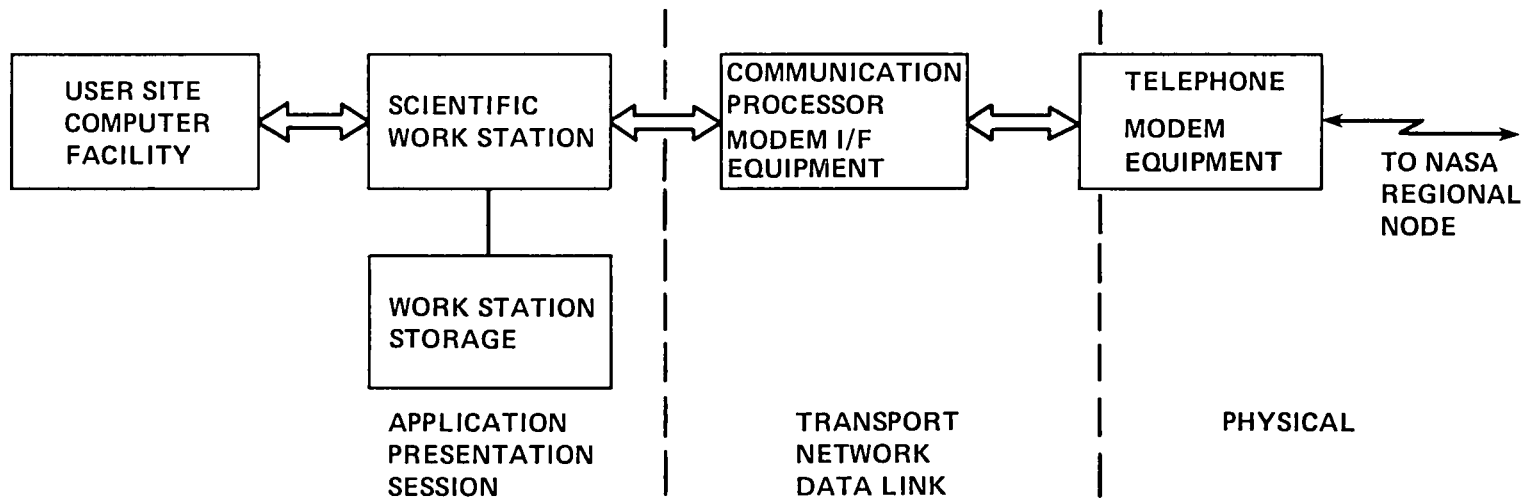 USER SITE
COMPUTER
FACILITY
SCIENTIFIC
WORK STATION
COMMUNICATION
PROCESSOR
MODEM I/F
EQUIPMENT
TELEPHONE
MODEM
EQUIPMENT
TO NASA
REGIONAL
NODE
WORK STATION
STORAGE
APPLICATION
PRESENTATION
SESSION
TRANSPORT
NETWORK
DATA LINK
PHYSICAL